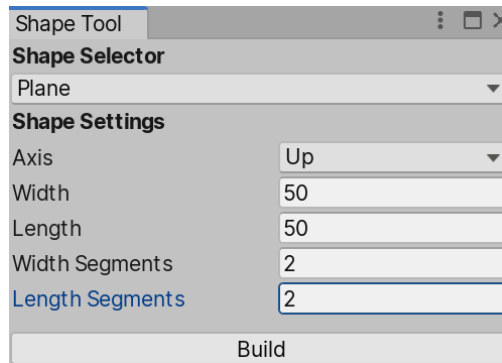 Shape Tool
Shape Selector
Plane
Shape Settings
Axis Up
Width 50
Length 50
Width Segments 2
Length Segments 2
Build